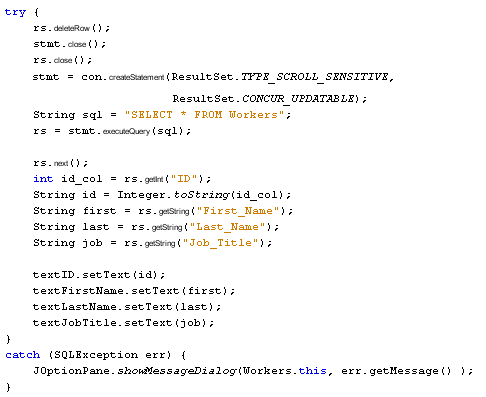 try {
rs.deleteRow();
stmt.close();
rs.close();
stmt = con.createStatement(ResultSet.TYPE_SCROLL_SENSITIVE,
ResultSet.CONCUR_UPDATABLE);
String sql = "SELECT * FROM Workers";
rs = stmt.executeQuery(sql);
rs.next();
int id_col = rs.getInt("ID");
String id = Integer.toString(id_col);
String first = rs.getString("First_Name");
String last = rs.getString("Last_Name");
String job = rs.getString("Job_Title");
textID.setText(id);
textFirstName.setText(first);
textLastName.setText(last);
textJobTitle.setText(job);
}
catch (SQLException err) {
JOptionPane.showMessageDialog(Workers.this, err.getMessage() );
}